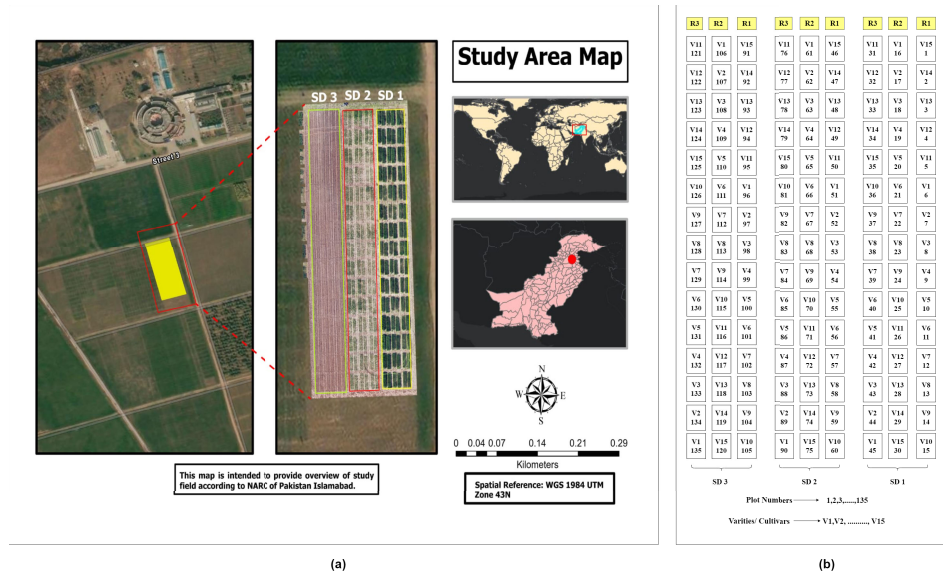 Study Area Map
Street 3
SD 3 SD 2 SD 1
N
W E
S
0 0.04 0.07 0.14 0.21 0.29
Kilometers
This map is intended to provide overview of study
field according to NARC of Pakistan Islamabad.
Spatial Reference: WGS 1984 UTM
Zone 43N
(a)
R3 R2 R1 R3 R2 R1 R3 R2 R1
V11 V1 V15 V11 V1 V15 V11 V1 V15
121 106 91 76 61 46 31 16 1
V12 V2 V14 V12 V2 V14 V12 V2 V14
122 107 92 77 62 47 32 17 2
V13 V3 V13 V13 V3 V13 V13 V3 V13
123 108 93 78 63 48 33 18 3
V14 V4 V12 V14 V4 V12 V14 V4 V12
124 109 94 79 64 49 34 19 4
V15 V5 V11 V15 V5 V11 V15 V5 V11
125 110 95 80 65 50 35 20 5
V10 V6 V1 V10 V6 V1 V10 V6 V1
126 111 96 81 66 51 36 21 6
V9 V7 V2 V9 V7 V2 V9 V7 V2
127 112 97 82 67 52 37 22 7
V8 V8 V3 V8 V8 V3 V8 V8 V3
128 113 98 83 68 53 38 23 8
V7 V9 V4 V7 V9 V4 V7 V9 V4
129 114 99 84 69 54 39 24 9
V6 V10 V5 V6 V10 V5 V6 V10 V5
130 115 100 85 70 55 40 25 10
V5 V11 V6 V5 V11 V6 V5 V11 V6
131 116 101 86 71 56 41 26 11
V4 V12 V7 V4 V12 V7 V4 V12 V7
132 117 102 87 72 57 42 27 12
V3 V13 V8 V3 V13 V8 V3 V13 V8
133 118 103 88 73 58 43 28 13
V2 V14 V9 V2 V14 V9 V2 V14 V9
134 119 104 89 74 59 44 29 14
V1 V15 V10 V1 V15 V10 V1 V15 V10
135 120 105 90 75 60 45 30 15
SD 3 SD 2 SD 1
Plot Numbers 1,2,3,.....,135
Varities/ Cultivars V1,V2, .........., V15
(b)